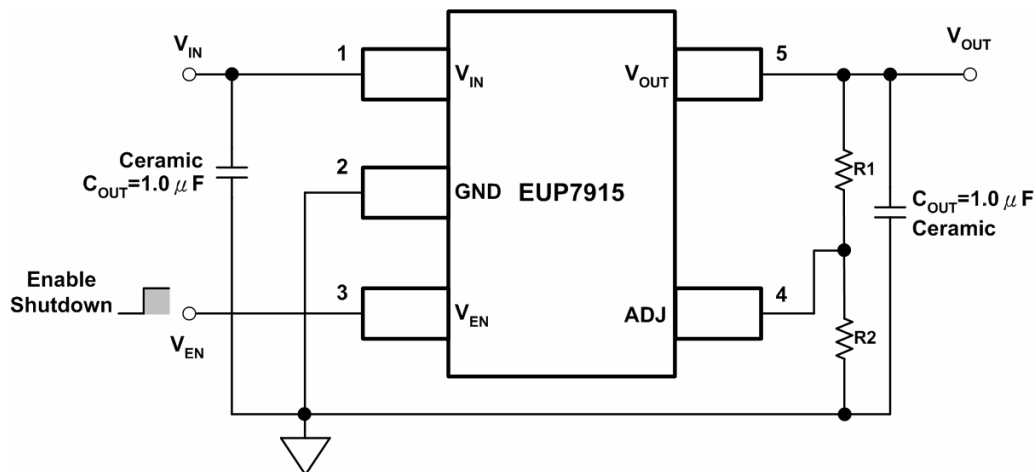 V_IN
1
V_IN
Ceramic
C_OUT=1.0 μF
2
GND
EUP7915
Enable
Shutdown
V_EN
3
V_EN
V_OUT
5
V_OUT
R1
C_OUT=1.0 μF
Ceramic
ADJ
4
R2